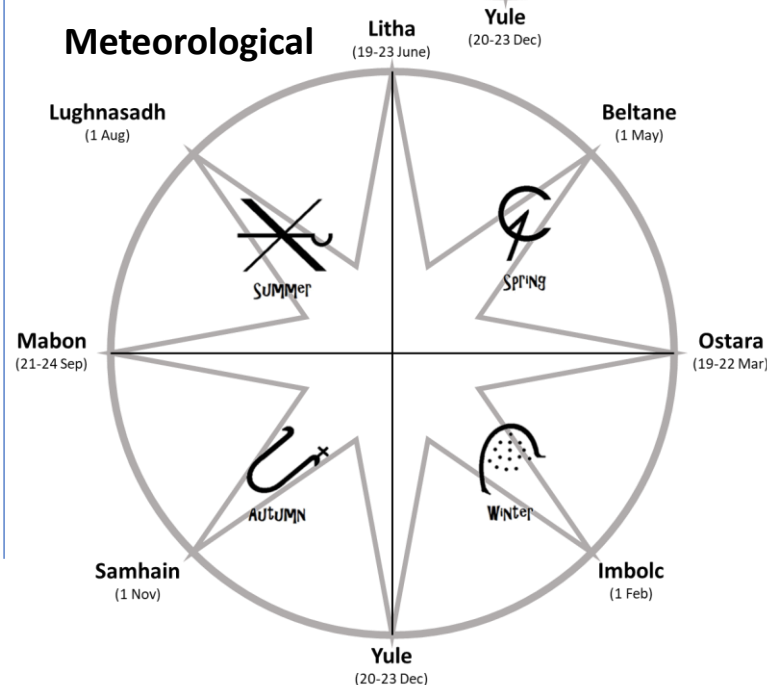 Yule
(20-23 Dec)
Meteorological
Litha
(19-23 June)
Lughnasadh
(1 Aug)
Beltane
(1 May)
Summer
Spring
Mabon
(21-24 Sep)
Ostara
(19-22 Mar)
Autumn
Winter
Samhain
(1 Nov)
Imbolc
(1 Feb)
Yule
(20-23 Dec)